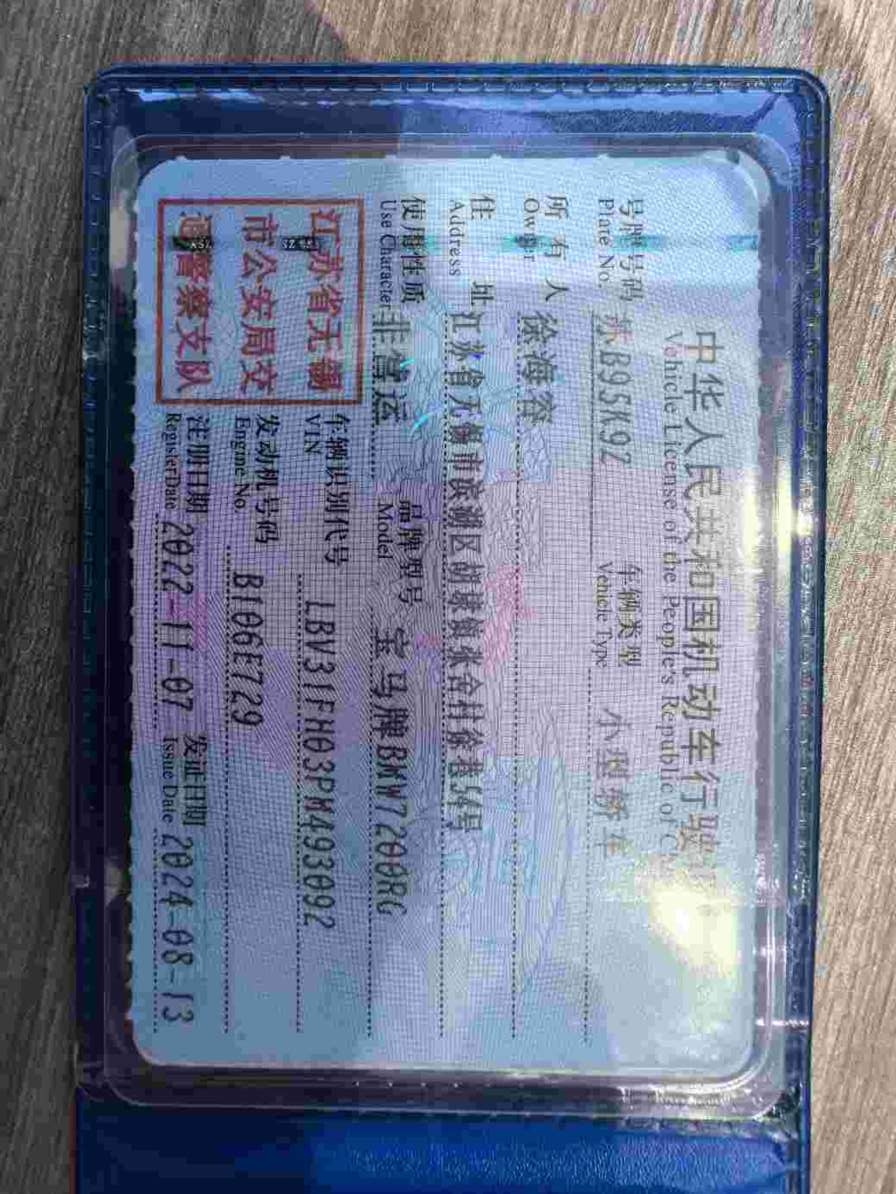 中华人民共和国机动车行驶
Vehicle License of the People's Republic of C
号牌号码 苏B95K9Z 车辆类型 小型轿车
Plate No. Vehicle Type
所有人 徐海容
Owner
住址 江苏省无锡市滨湖区胡埭镇张舍村徐巷54号
Address
使用性质 非营运 品牌型号 宝马牌BMW7200RG
Use Character Model
江苏省无锡
市公安局交
通警察支队
车辆识别代号 LBV31FH03PM493092
VIN
发动机号码 B106E729
Engine No.
注册日期 2022-11-07 发证日期 2024-08-13
Register Date Issue Date